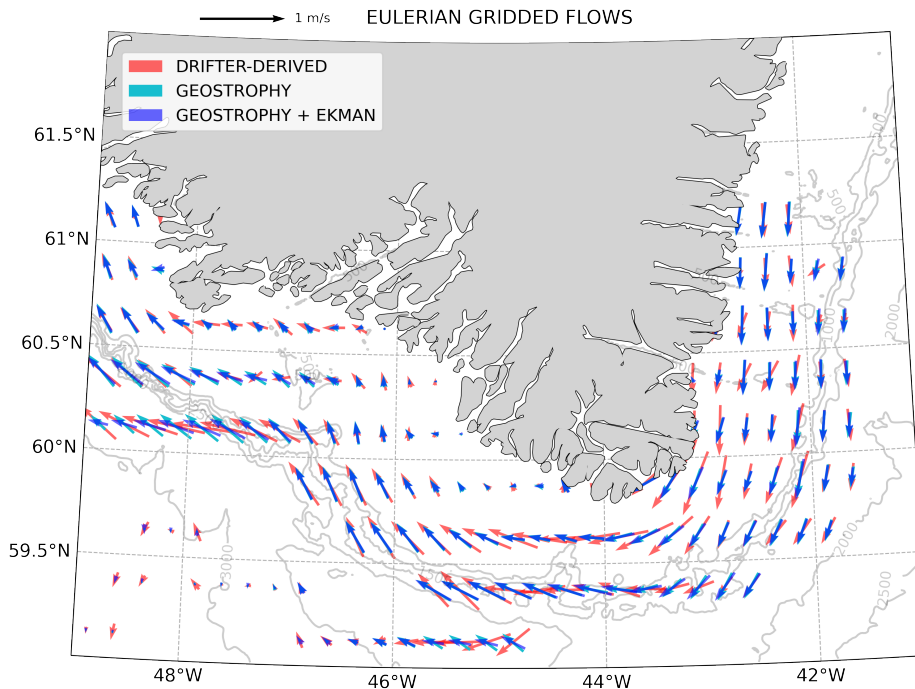 1 m/s EULERIAN GRIDDED FLOWS
DRIFTER-DERIVED
GEOSTROPHY
GEOSTROPHY + EKMAN
61.5°N
61°N
60.5°N
60°N
59.5°N
48°W
46°W
44°W
42°W
500
1000
2000
2000
2500
3000